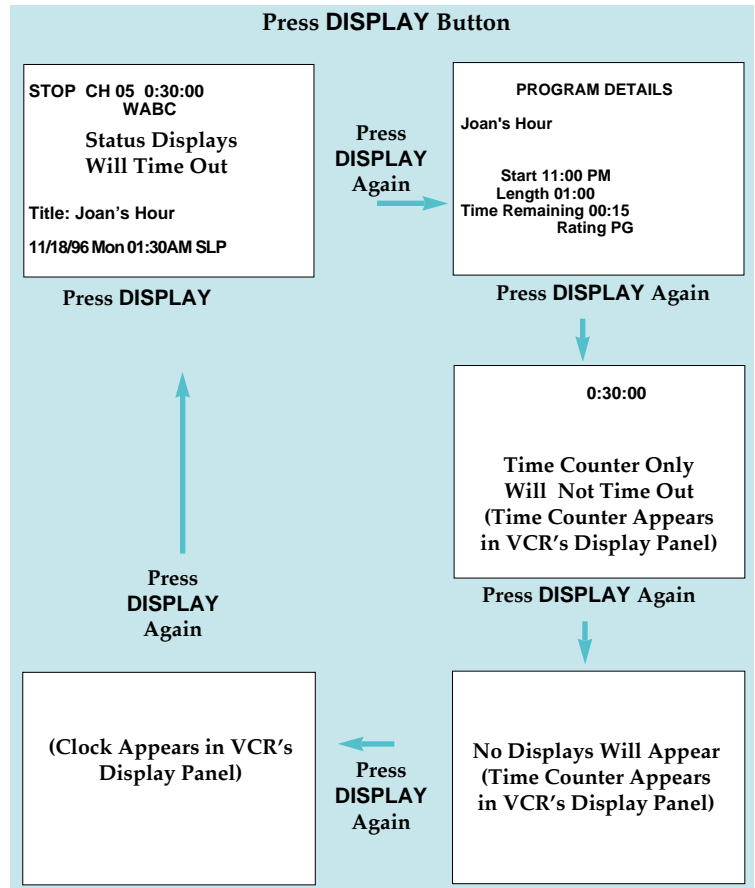 Press DISPLAY Button
STOP CH 05 0:30:00
WABC
Status Displays
Will Time Out
Title: Joan's Hour
11/18/96 Mon 01:30AM SLP
Press DISPLAY
Press
DISPLAY
Again
PROGRAM DETAILS
Joan's Hour
Start 11:00 PM
Length 01:00
Time Remaining 00:15
Rating PG
Press DISPLAY Again
0:30:00
Time Counter Only
Will Not Time Out
(Time Counter Appears
in VCR's Display Panel)
Press DISPLAY Again
No Displays Will Appear
(Time Counter Appears
in VCR's Display Panel)
Press
DISPLAY
Again
(Clock Appears in VCR's
Display Panel)
Press
DISPLAY
Again